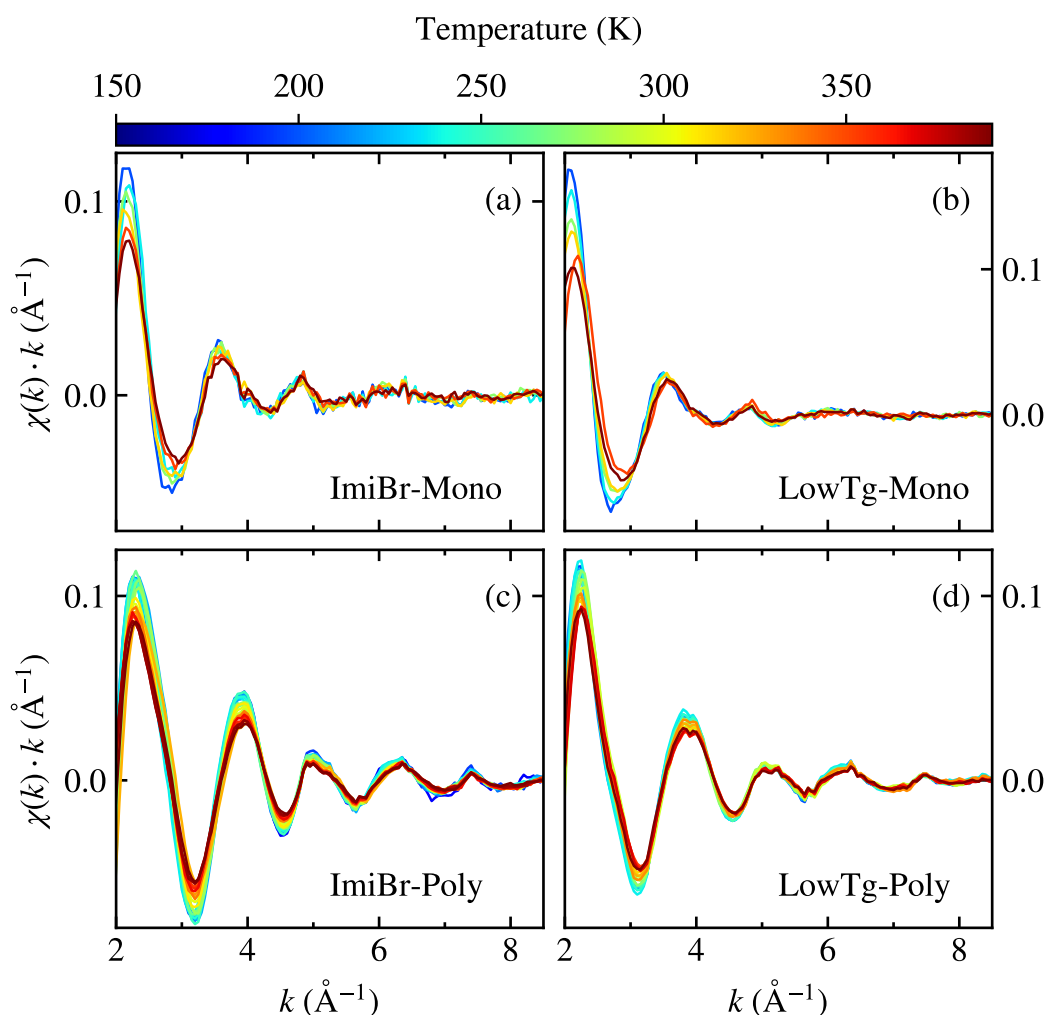 Temperature (K)
150 200 250 300 350
(a) (b)
0.1
0.1
χ(k) · k (Å⁻¹)
0.0
0.0
ImiBr-Mono LowTg-Mono
(c) (d)
0.1 0.1
χ(k) · k (Å⁻¹)
0.0 0.0
ImiBr-Poly LowTg-Poly
2 4 6 8 2 4 6 8
k (Å⁻¹) k (Å⁻¹)